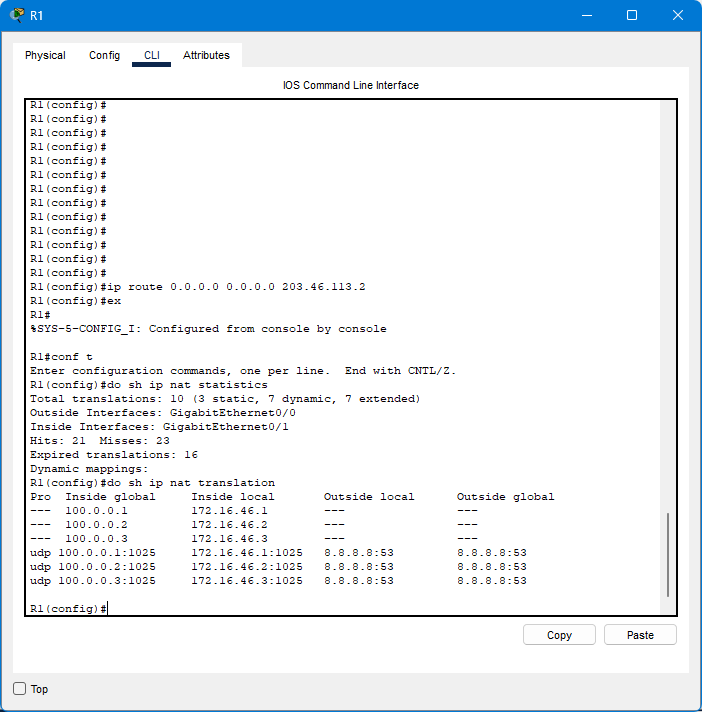 R1
Physical Config CLI Attributes
IOS Command Line Interface
R1(config)#
R1(config)#
R1(config)#
R1(config)#
R1(config)#
R1(config)#
R1(config)#
R1(config)#
R1(config)#
R1(config)#
R1(config)#
R1(config)#
R1(config)#
R1(config)#ip route 0.0.0.0 0.0.0.0 203.46.113.2
R1(config)#ex
R1#
%SYS-5-CONFIG_I: Configured from console by console
R1#conf t
Enter configuration commands, one per line.  End with CNTL/Z.
R1(config)#do sh ip nat statistics
Total translations: 10 (3 static, 7 dynamic, 7 extended)
Outside Interfaces: GigabitEthernet0/0
Inside Interfaces: GigabitEthernet0/1
Hits: 21  Misses: 23
Expired translations: 16
Dynamic mappings:
R1(config)#do sh ip nat translation
Pro  Inside global     Inside local       Outside local      Outside global
---  100.0.0.1         172.16.46.1        ---                ---
---  100.0.0.2         172.16.46.2        ---                ---
---  100.0.0.3         172.16.46.3        ---                ---
udp 100.0.0.1:1025     172.16.46.1:1025   8.8.8.8:53         8.8.8.8:53
udp 100.0.0.2:1025     172.16.46.2:1025   8.8.8.8:53         8.8.8.8:53
udp 100.0.0.3:1025     172.16.46.3:1025   8.8.8.8:53         8.8.8.8:53
R1(config)#
Copy Paste
Top